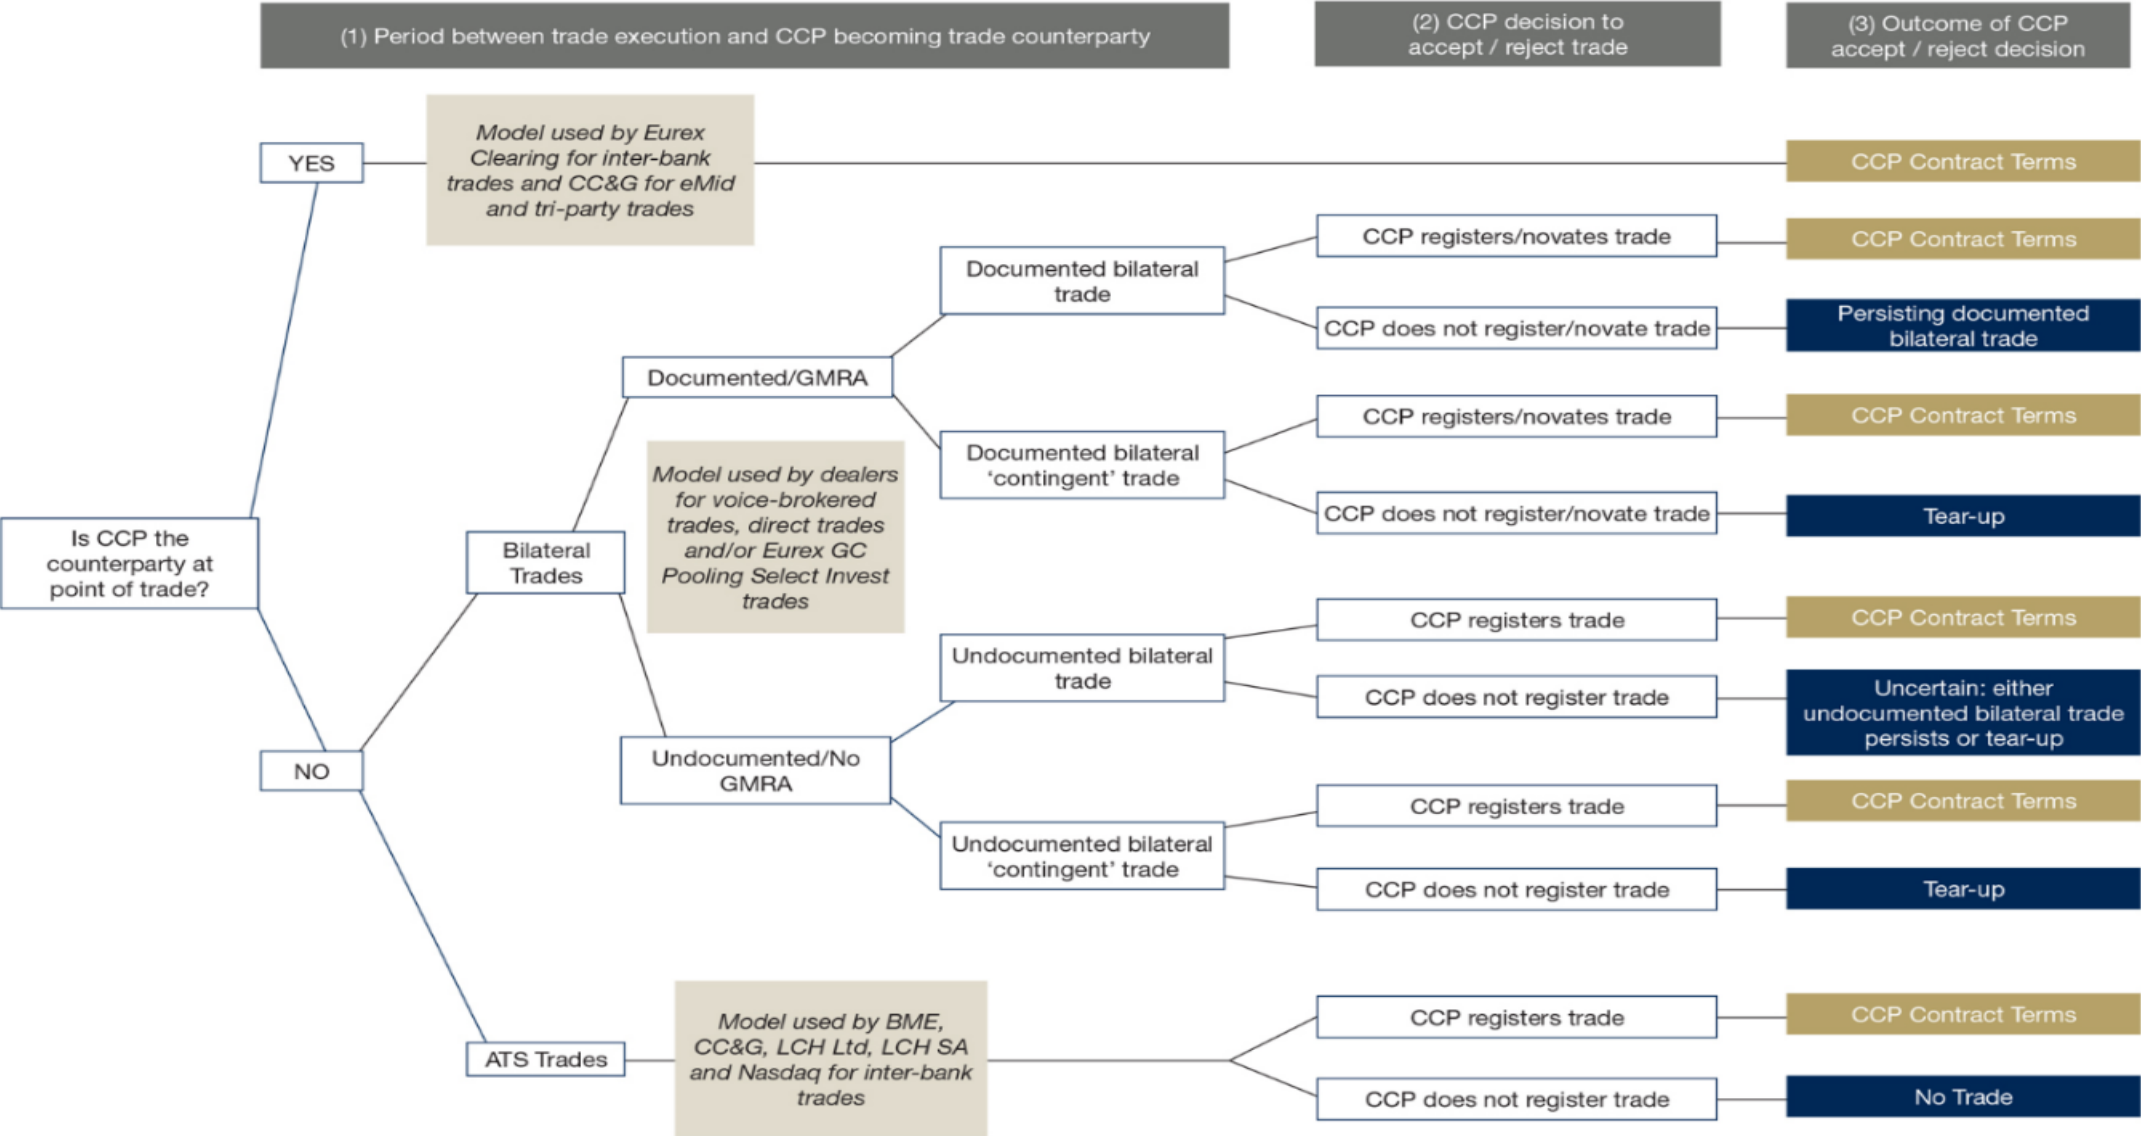 (1) Period between trade execution and CCP becoming trade counterparty
(2) CCP decision to
accept / reject trade
(3) Outcome of CCP
accept / reject decision
YES
Model used by Eurex
Clearing for inter-bank
trades and CC&G for eMid
and tri-party trades
CCP Contract Terms
Documented bilateral
trade
CCP registers/novates trade
CCP Contract Terms
CCP does not register/novate trade
Persisting documented
bilateral trade
Documented/GMRA
Documented bilateral
‘contingent’ trade
CCP registers/novates trade
CCP Contract Terms
CCP does not register/novate trade
Tear-up
Is CCP the
counterparty at
point of trade?
Bilateral
Trades
Model used by dealers
for voice-brokered
trades, direct trades
and/or Eurex GC
Pooling Select Invest
trades
Undocumented bilateral
trade
CCP registers trade
CCP Contract Terms
CCP does not register trade
Uncertain: either
undocumented bilateral trade
persists or tear-up
NO
Undocumented/No
GMRA
Undocumented bilateral
‘contingent’ trade
CCP registers trade
CCP Contract Terms
CCP does not register trade
Tear-up
ATS Trades
Model used by BME,
CC&G, LCH Ltd, LCH SA
and Nasdaq for inter-bank
trades
CCP registers trade
CCP Contract Terms
CCP does not register trade
No Trade